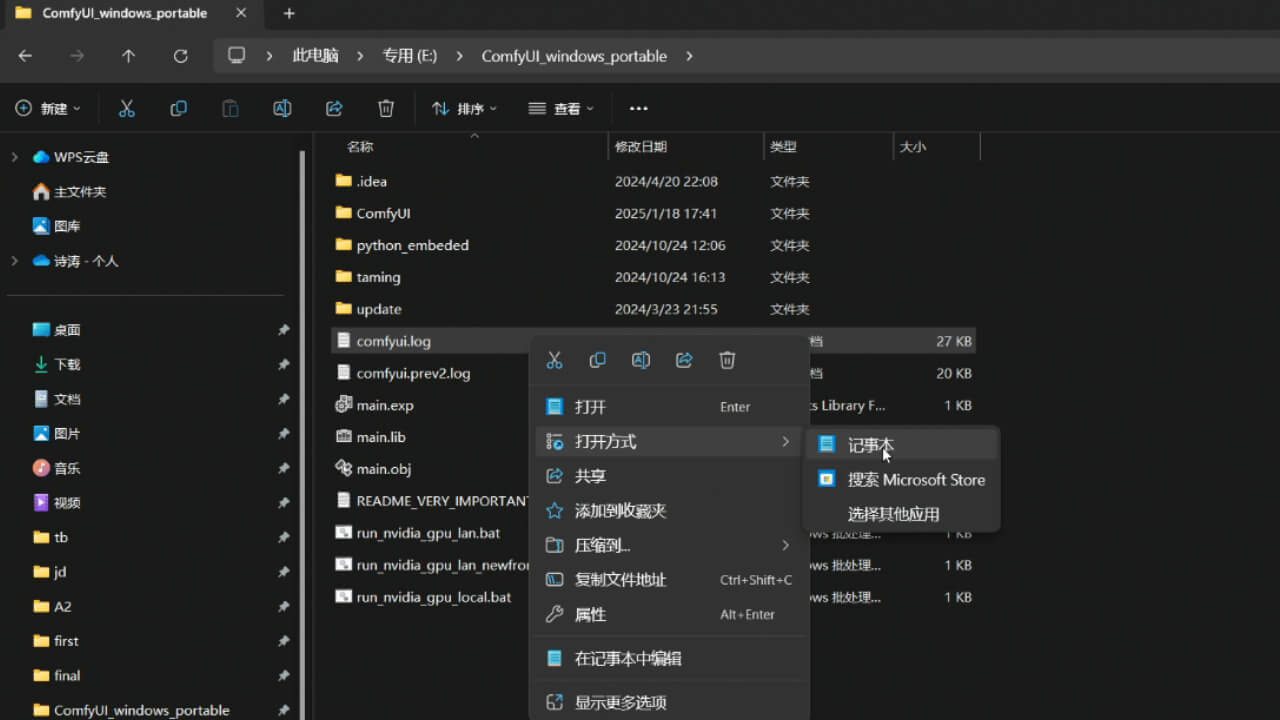 ComfyUI_windows_portable
此电脑 专用 (E:) ComfyUI_windows_portable
新建 排序 查看
名称 修改日期 类型 大小
WPS云盘
主文件夹
图库
诗涛 - 个人
桌面
下载
文档
图片
音乐
视频
tb
jd
A2
first
final
ComfyUI_windows_portable
.idea 2024/4/20 22:08 文件夹
ComfyUI 2025/1/18 17:41 文件夹
python_embeded 2024/10/24 12:06 文件夹
taming 2024/10/24 16:13 文件夹
update 2024/3/23 21:55 文件夹
comfyui.log 档 27 KB
comfyui.prev2.log 档 20 KB
main.exp ts Library F... 1 KB
main.lib
main.obj
README_VERY_IMPORTANT
run_nvidia_gpu_lan.bat ows 批处理... 1 KB
run_nvidia_gpu_lan_newfro ows 批处理... 1 KB
run_nvidia_gpu_local.bat ows 批处理... 1 KB
打开 Enter
打开方式
共享
添加到收藏夹
压缩到...
复制文件地址 Ctrl+Shift+C
属性 Alt+Enter
在记事本中编辑
显示更多选项
记事本
搜索 Microsoft Store
选择其他应用